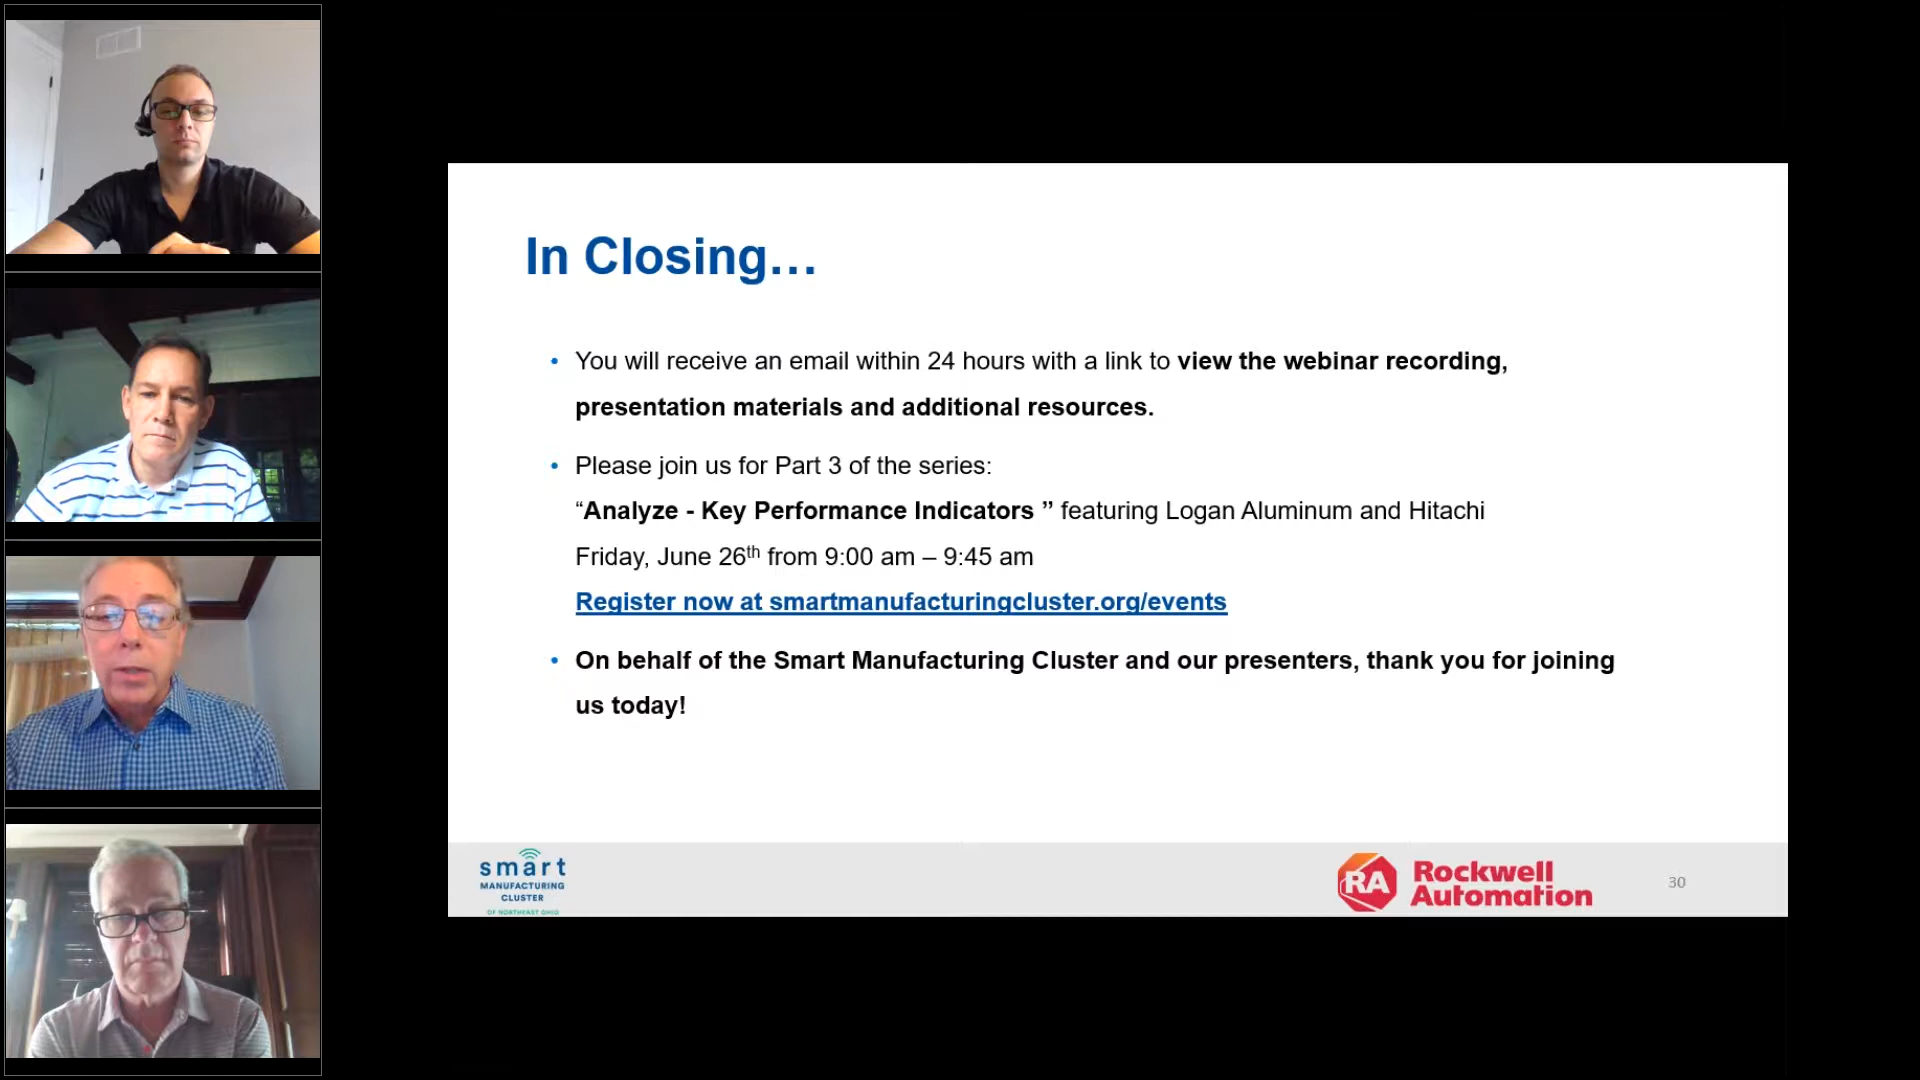 In Closing…
• You will receive an email within 24 hours with a link to view the webinar recording,
presentation materials and additional resources.
• Please join us for Part 3 of the series:
“Analyze - Key Performance Indicators ” featuring Logan Aluminum and Hitachi
Friday, June 26th from 9:00 am – 9:45 am
Register now at smartmanufacturingcluster.org/events
• On behalf of the Smart Manufacturing Cluster and our presenters, thank you for joining
us today!
smart
MANUFACTURING
CLUSTER
OF NORTHEAST OHIO
RA
Rockwell
Automation
30